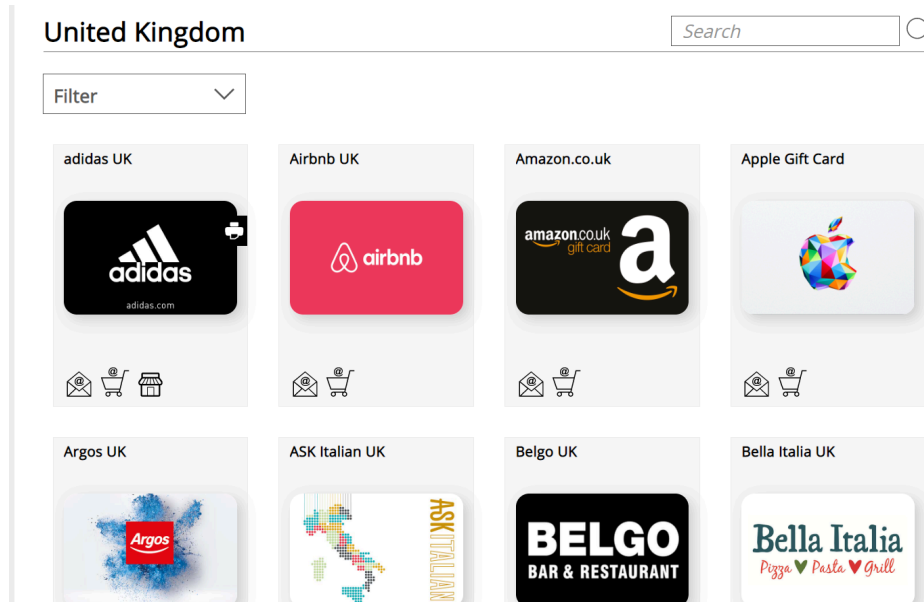 United Kingdom
Search
Filter
adidas UK
Airbnb UK
Amazon.co.uk
Apple Gift Card
adidas
adidas.com
airbnb
amazon.co.uk
gift card
a
@
@
@
@
@
@
@
@
Argos UK
ASK Italian UK
Belgo UK
Bella Italia UK
Argos
ASKITALIAN
BELGO
BAR & RESTAURANT
Bella Italia
Pizza Pasta Grill